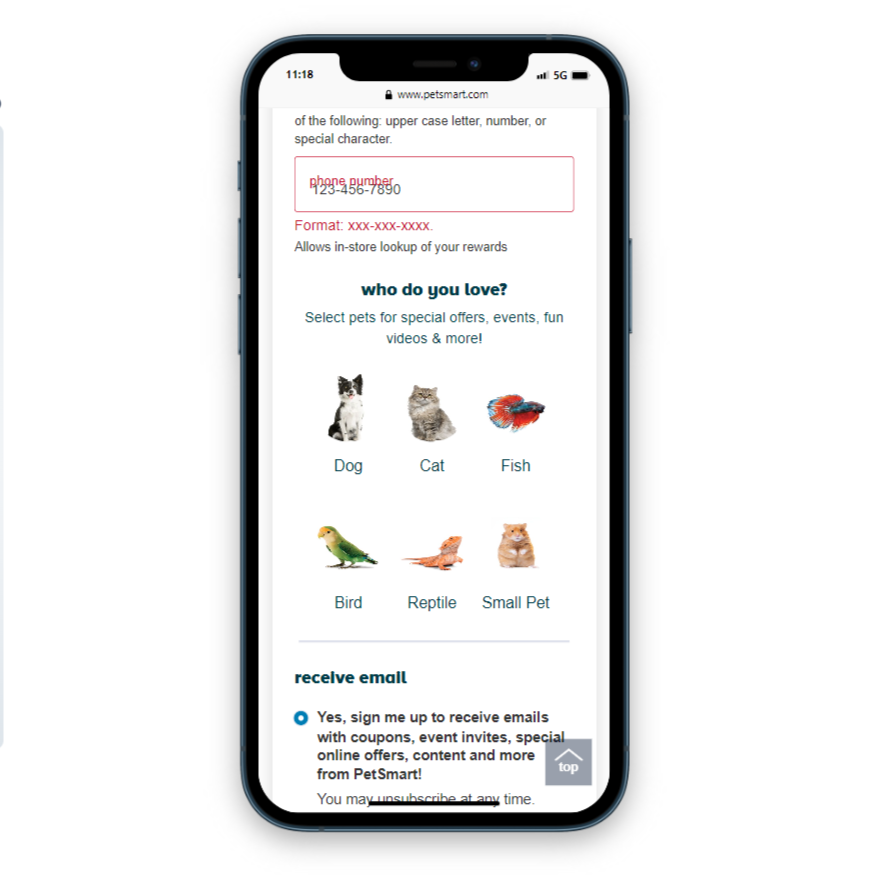 11:18
5G
www.petsmart.com
of the following: upper case letter, number, or
special character.
phone number
123-456-7890
Format: xxx-xxx-xxxx.
Allows in-store lookup of your rewards
who do you love?
Select pets for special offers, events, fun
videos & more!
Dog Cat Fish
Bird Reptile Small Pet
receive email
Yes, sign me up to receive emails
with coupons, event invites, special
online offers, content and more
from PetSmart!
top
You may unsubscribe at any time.